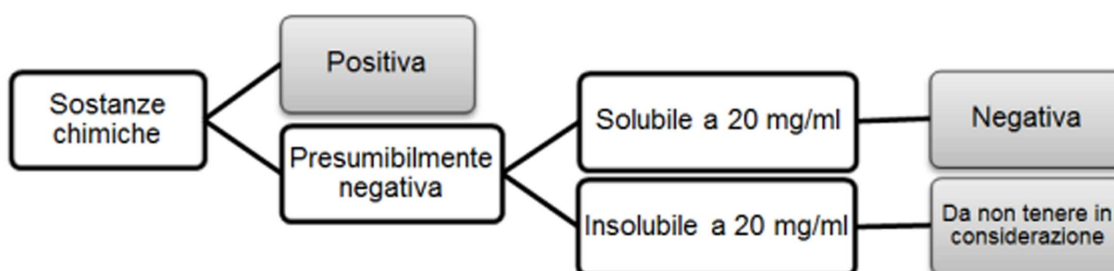 Sostanze
chimiche
Positiva
Presumibilmente
negativa
Solubile a 20 mg/ml
Negativa
Insolubile a 20 mg/ml
Da non tenere in
considerazione